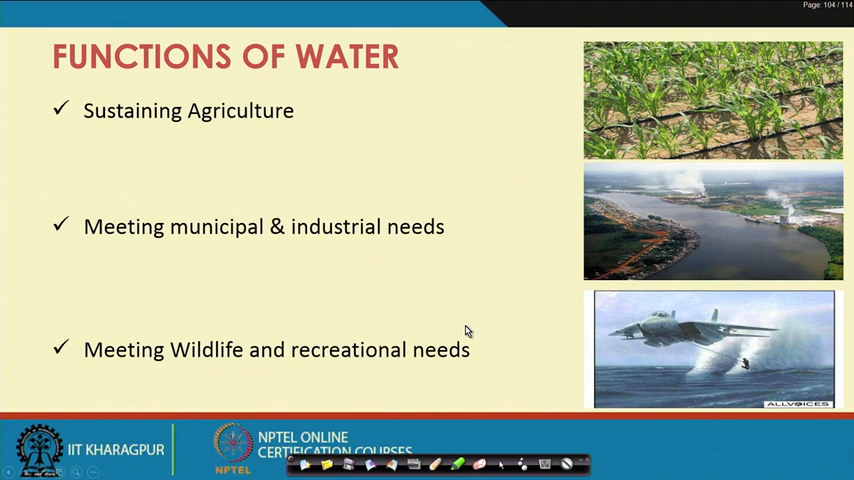 Page: 104 / 114
FUNCTIONS OF WATER
✓ Sustaining Agriculture
✓ Meeting municipal & industrial needs
✓ Meeting Wildlife and recreational needs
ALLVOICES
IIT KHARAGPUR
NPTEL
NPTEL ONLINE
CERTIFICATION COURSES